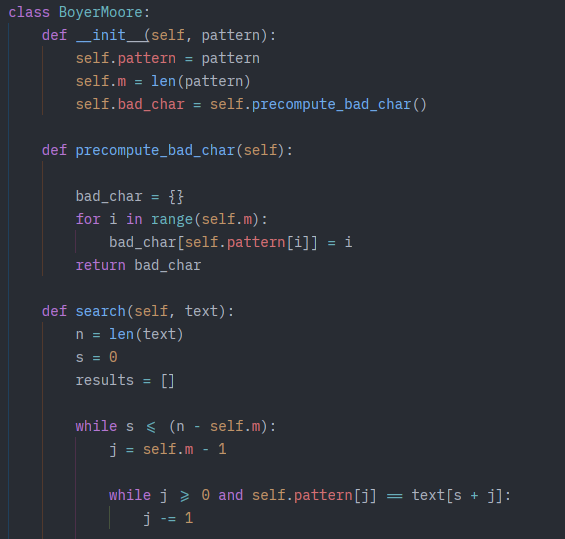 class BoyerMoore:
    def __init__(self, pattern):
        self.pattern = pattern
        self.m = len(pattern)
        self.bad_char = self.precompute_bad_char()

    def precompute_bad_char(self):

        bad_char = {}
        for i in range(self.m):
            bad_char[self.pattern[i]] = i
        return bad_char

    def search(self, text):
        n = len(text)
        s = 0
        results = []

        while s ⩽ (n - self.m):
            j = self.m - 1

            while j ⩾ 0 and self.pattern[j] == text[s + j]:
                j -= 1